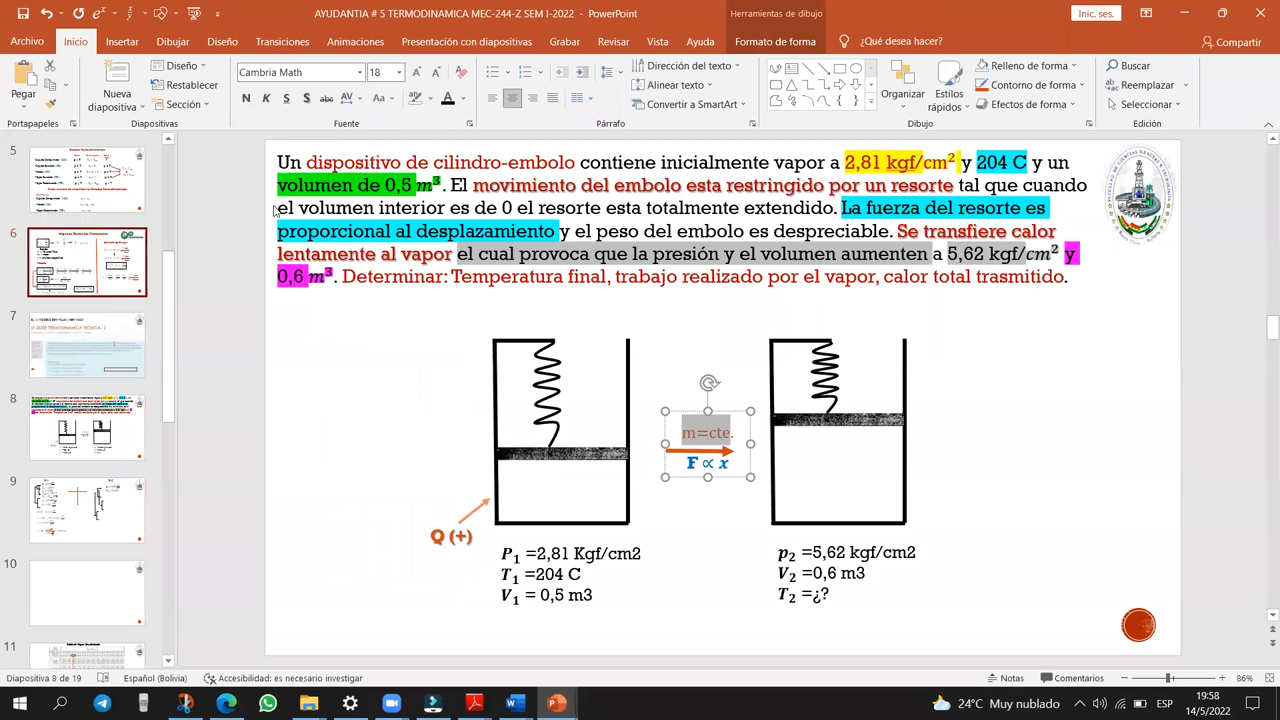 AYUDANTIA # 5 TERMODINAMICA MEC-244-Z SEM I-2022 - PowerPoint
Herramientas de dibujo
Inic. ses.
Archivo Inicio Insertar Dibujar Diseño Transiciones Animaciones Presentación con diapositivas Grabar Revisar Vista Ayuda Formato ¿Qué desea hacer? Compartir
Pegar
Nueva diapositiva
Diseño
Restablecer
Sección
Cambria Math 18
N K S S abc AV Aa A
Dirección del texto
Alinear texto
Convertir a SmartArt
Organizar
Estilos rápidos
Relleno de forma
Contorno de forma
Efectos de forma
Buscar
Reemplazar
Seleccionar
Portapapeles Diapositivas Fuente Párrafo Dibujo Edición
5
6
7
8
9
10
11
Un dispositivo de cilindro-embolo contiene inicialmente vapor a 2,81 kgf/cm² y 204 C y un
volumen de 0,5 m³. El movimiento del embolo esta restringido por un resorte tal que cuando
el volumen interior es de 0 el resorte esta totalmente extendido. La fuerza del resorte es
proporcional al desplazamiento y el peso del embolo es despreciable. Se transfiere calor
lentamente al vapor el cual provoca que la presión y el volumen aumenten a 5,62 kgf/cm² y
0,6 m³. Determinar: Temperatura final, trabajo realizado por el vapor, calor total trasmitido.
m=cte.
F ∝ x
Q (+)
P₁ =2,81 Kgf/cm2
T₁ =204 C
V₁ = 0,5 m3
p₂ =5,62 kgf/cm2
V₂ =0,6 m3
T₂ =¿?
Diapositiva 8 de 19 Español (Bolivia) Accesibilidad: es necesario investigar Notas Comentarios 86%
24°C Muy nublado ESP 19:58
14/5/2022